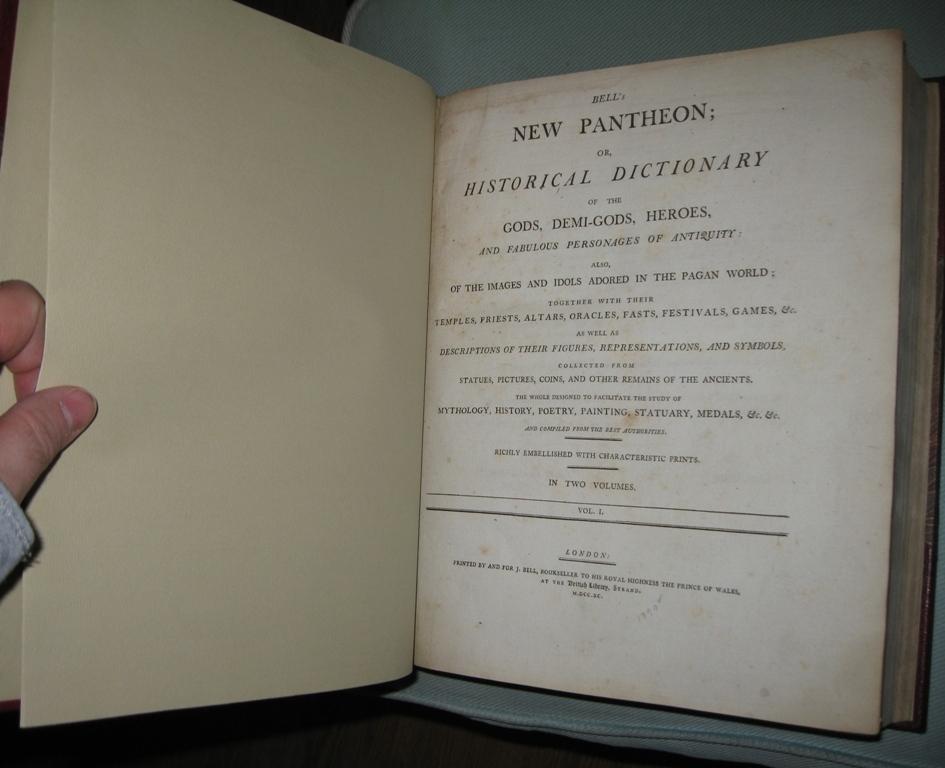 BELL's
NEW PANTHEON;
OR,
HISTORICAL DICTIONARY
OF THE
GODS, DEMI-GODS, HEROES,
AND FABULOUS PERSONAGES OF ANTIQUITY:
ALSO,
OF THE IMAGES AND IDOLS ADORED IN THE PAGAN WORLD;
TOGETHER WITH THEIR
TEMPLES, PRIESTS, ALTARS, ORACLES, FASTS, FESTIVALS, GAMES, &c.
AS WELL AS
DESCRIPTIONS OF THEIR FIGURES, REPRESENTATIONS, AND SYMBOLS,
COLLECTED FROM
STATUES, PICTURES, COINS, AND OTHER REMAINS OF THE ANCIENTS.
THE WHOLE DESIGNED TO FACILITATE THE STUDY OF
MYTHOLOGY, HISTORY, POETRY, PAINTING, STATUARY, MEDALS, &c. &c.
AND COMPILED FROM THE BEST AUTHORITIES.
RICHLY EMBELLISHED WITH CHARACTERISTIC PRINTS.
IN TWO VOLUMES.
VOL. I.
LONDON:
PRINTED BY AND FOR J. BELL, BOOKSELLER TO HIS ROYAL HIGHNESS THE PRINCE OF WALES,
AT THE British Library, STRAND.
M.DCC.XC.